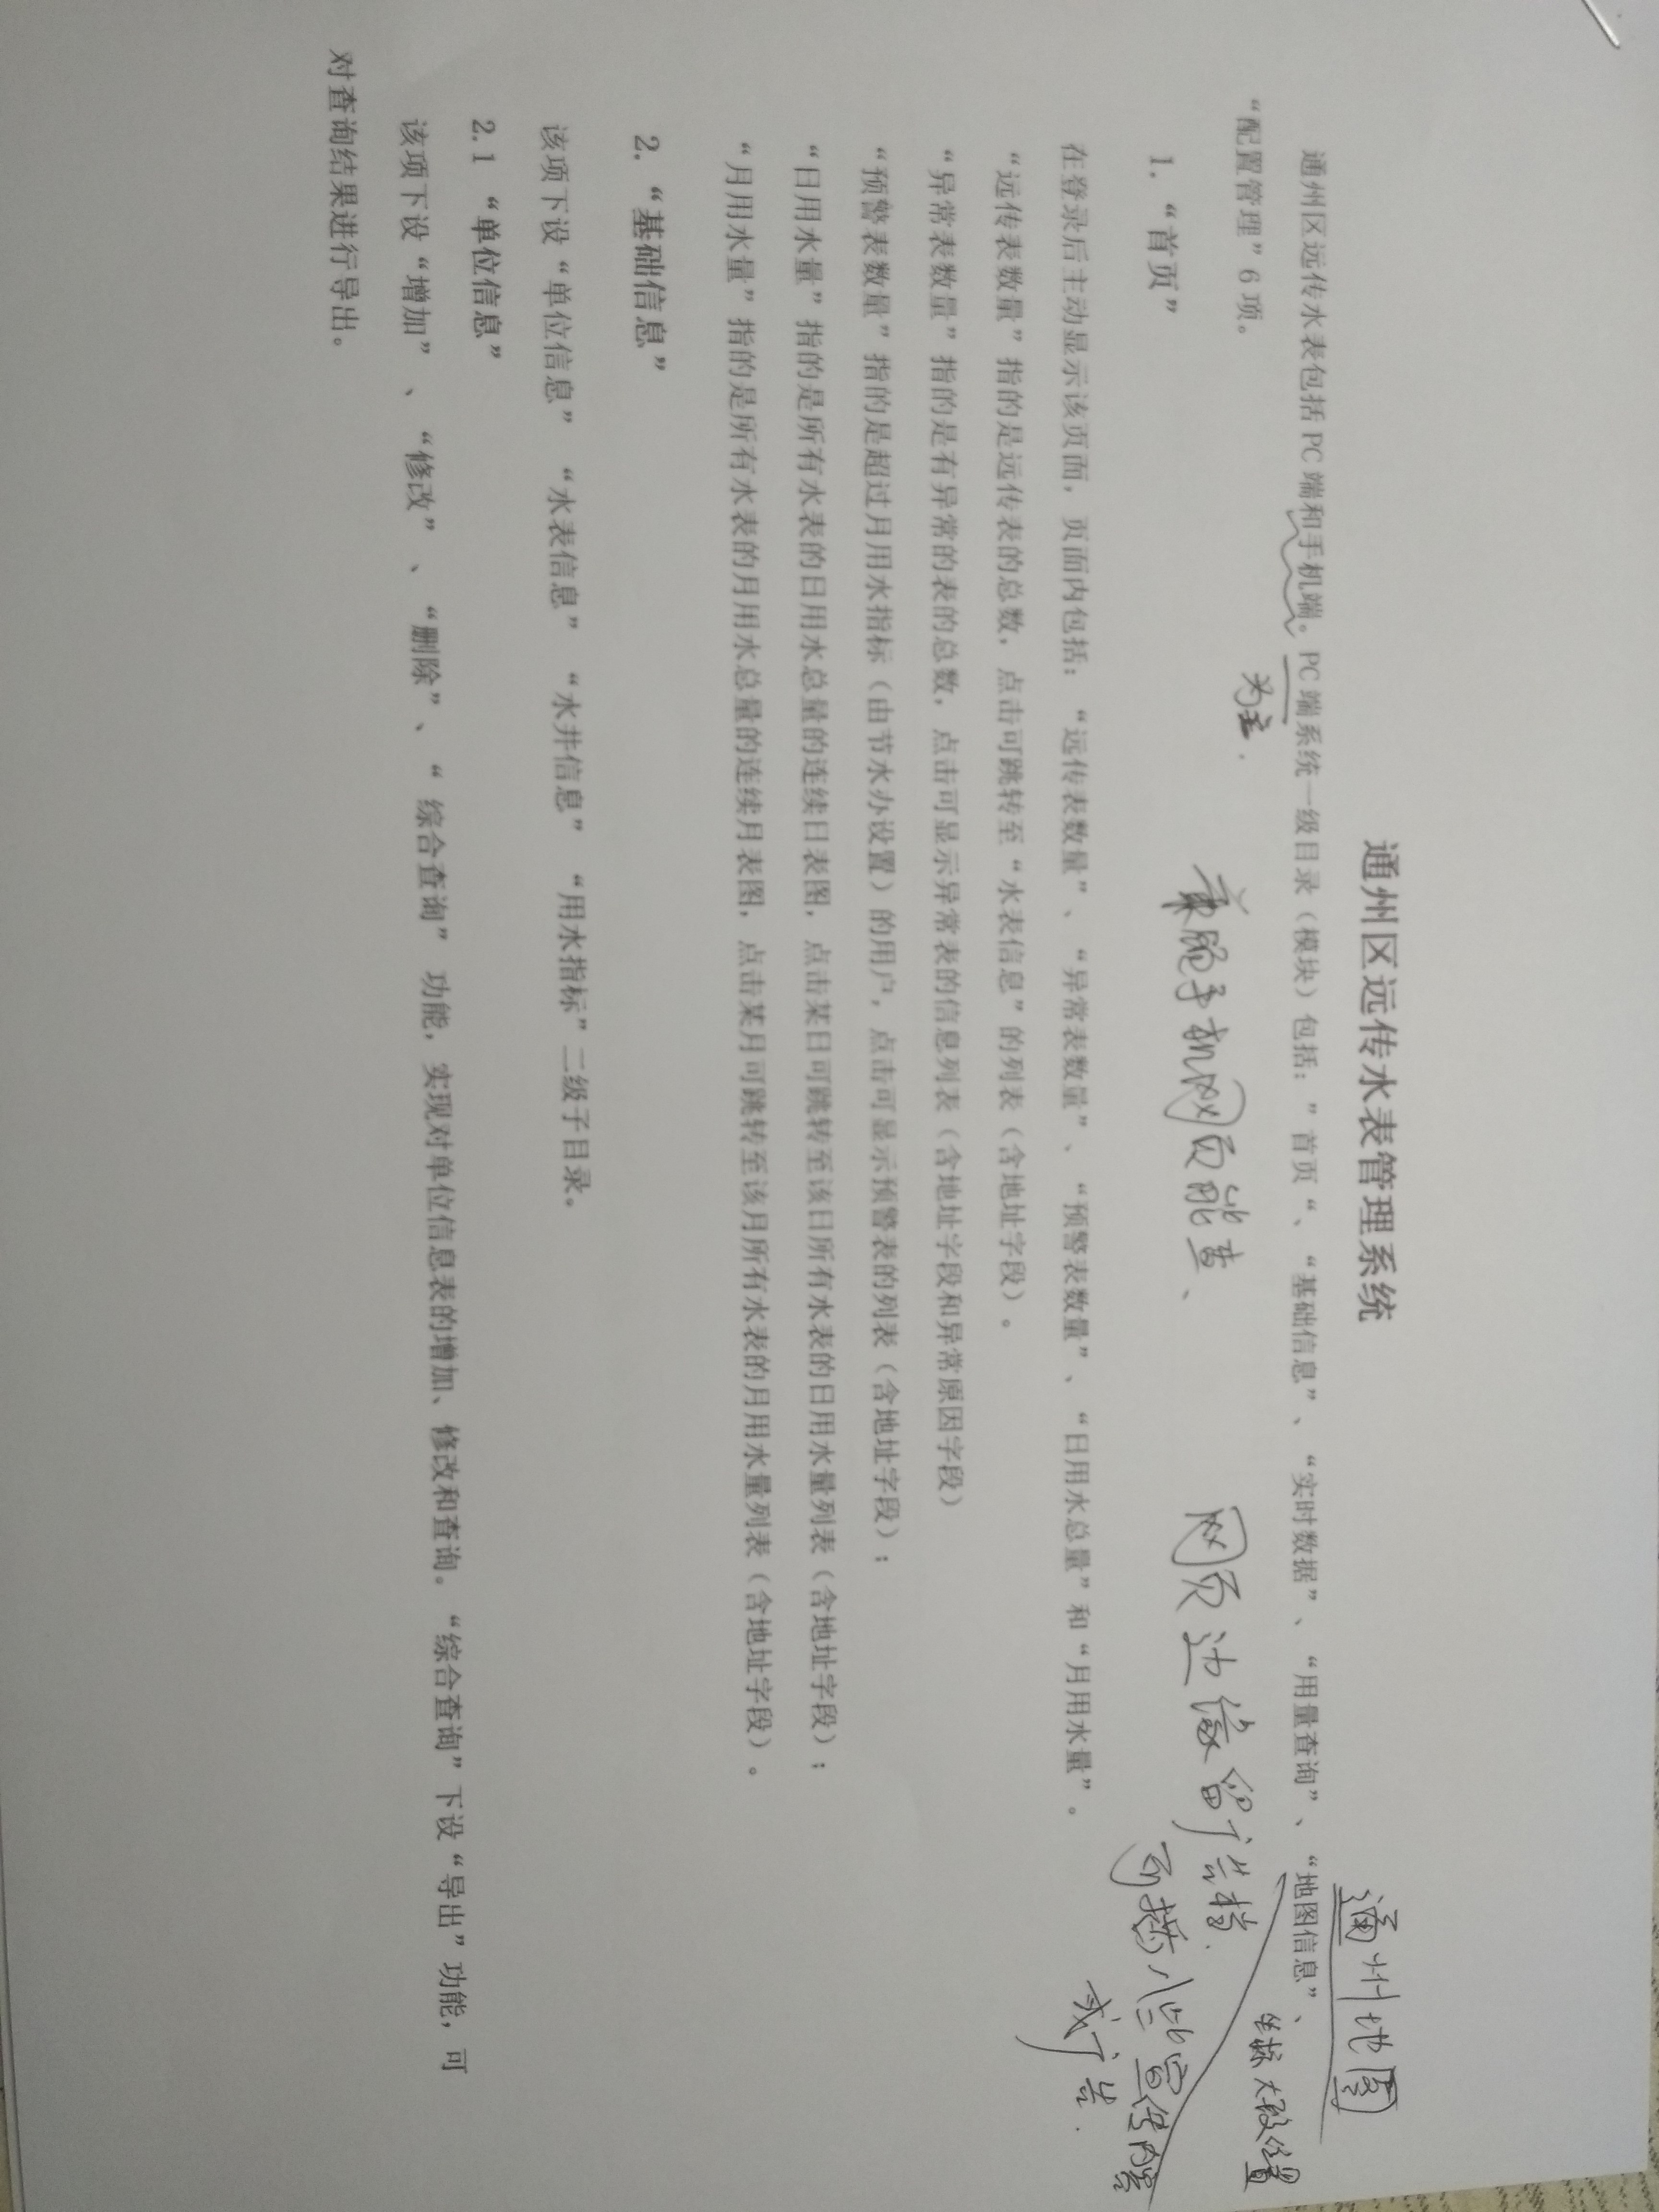 通州区远传水表管理系统
通州地图
通州区远传水表包括 PC 端和手机端。PC 端系统一级目录（模块）包括：”首页“、“基础信息”、“实时数据”、“用量查询”、“地图信息”、
坐标大致位置
“配置管理”6 项。
为主.
兼顾手机网页能查、
网页边缘留广告档.
可播一些宣传内容
或广告.
1. “首页”
在登录后主动显示该页面，页面内包括：“远传表数量”、“异常表数量”、“预警表数量”、“日用水总量”和“月用水量”。
“远传表数量”指的是远传表的总数，点击可跳转至“水表信息”的列表（含地址字段）。
“异常表数量”指的是有异常的表的总数，点击可显示异常表的信息列表（含地址字段和异常原因字段）
“预警表数量”指的是超过月用水指标（由节水办设置）的用户，点击可显示预警表的列表（含地址字段）；
“日用水量”指的是所有水表的日用水总量的连续日表图，点击某日可跳转至该日所有水表的日用水量列表（含地址字段）；
“月用水量”指的是所有水表的月用水总量的连续月表图，点击某月可跳转至该月所有水表的月用水量列表（含地址字段）。
2. “基础信息”
该项下设“单位信息” “水表信息” “水井信息” “用水指标”二级子目录。
2.1 “单位信息”
该项下设“增加” 、“修改” 、“删除”、“ 综合查询” 功能，实现对单位信息表的增加、修改和查询。“综合查询”下设“导出”功能，可
对查询结果进行导出。